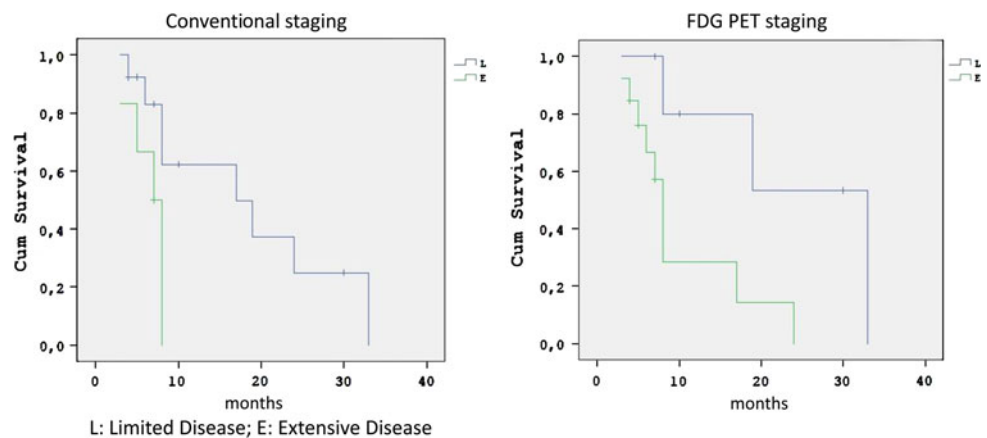 Conventional staging
FDG PET staging
L
E
Cum Survival
1,0
0,8
0,6
0,4
0,2
0,0
0 10 20 30 40
months
L
E
Cum Survival
1,0
0,8
0,6
0,4
0,2
0,0
0 10 20 30 40
months
L: Limited Disease; E: Extensive Disease